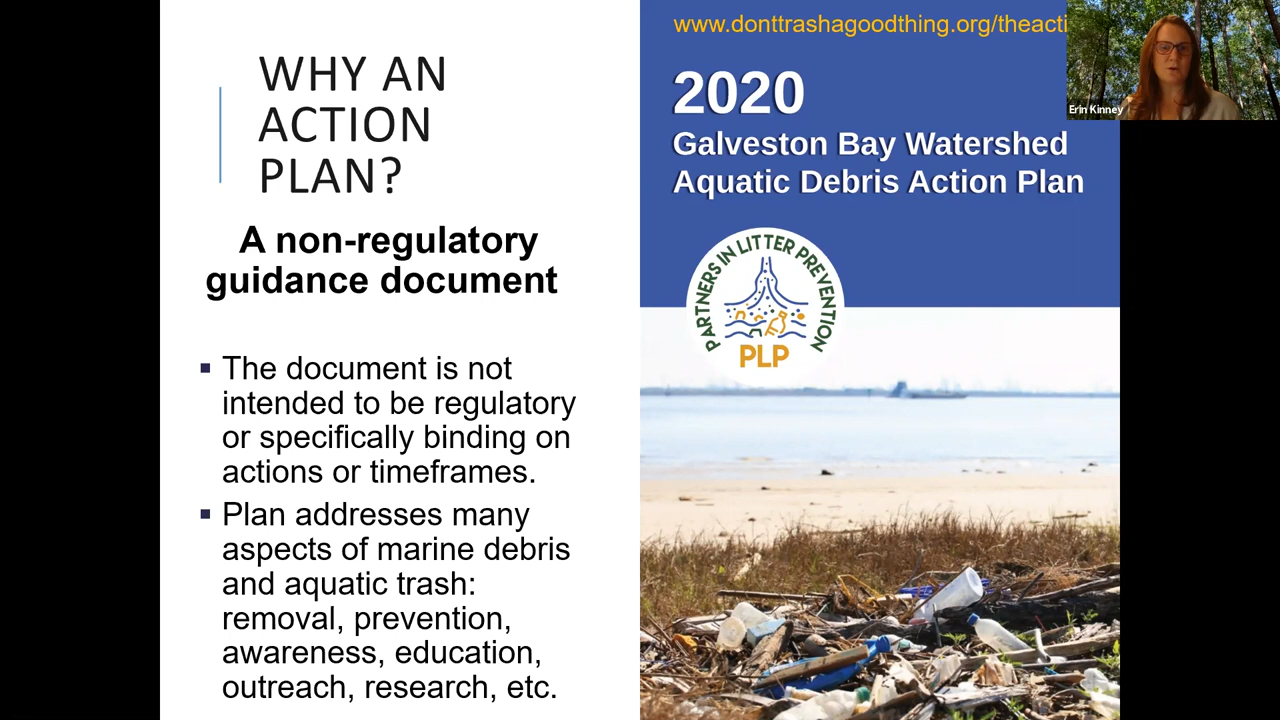 WHY AN
ACTION
PLAN?
A non-regulatory
guidance document
▪ The document is not
intended to be regulatory
or specifically binding on
actions or timeframes.
▪ Plan addresses many
aspects of marine debris
and aquatic trash:
removal, prevention,
awareness, education,
outreach, research, etc.
www.donttrashagoodthing.org/theacti
2020
Galveston Bay Watershed
Aquatic Debris Action Plan
PARTNERS IN LITTER PREVENTION
PLP
Erin Kinney